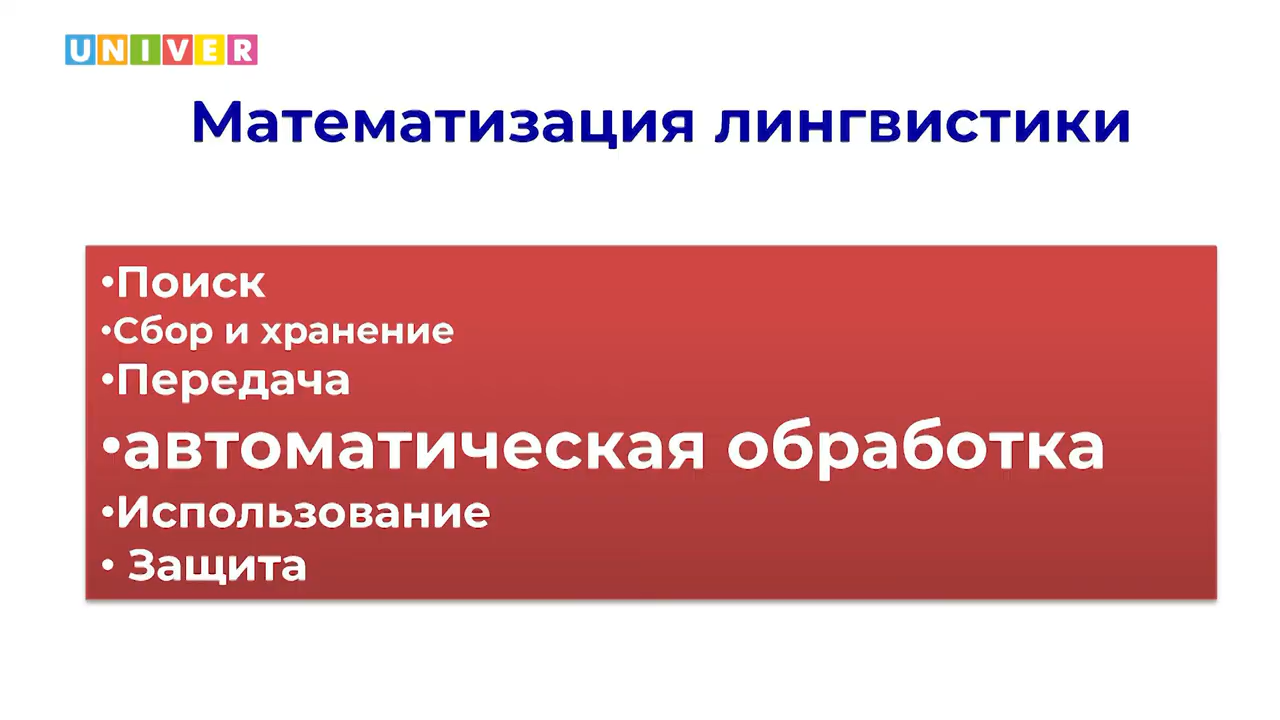 UNIVER
Математизация лингвистики
•Поиск
•Сбор и хранение
•Передача
•автоматическая обработка
•Использование
• Защита